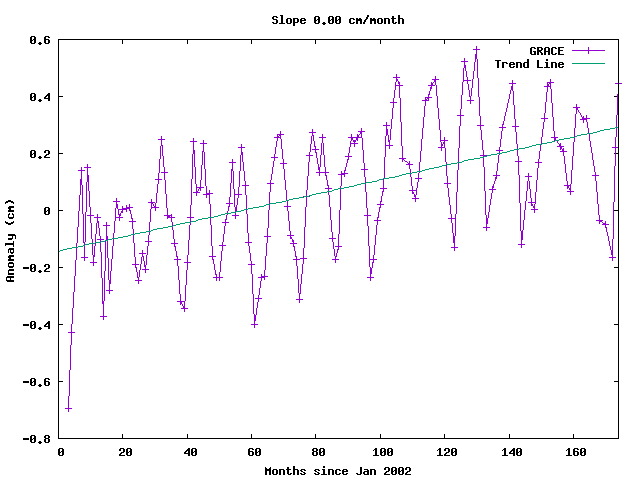 Slope 0.00 cm/month
GRACE
Trend Line
0.6
0.4
0.2
0
-0.2
-0.4
-0.6
-0.8
Anomaly (cm)
0 20 40 60 80 100 120 140 160
Months since Jan 2002